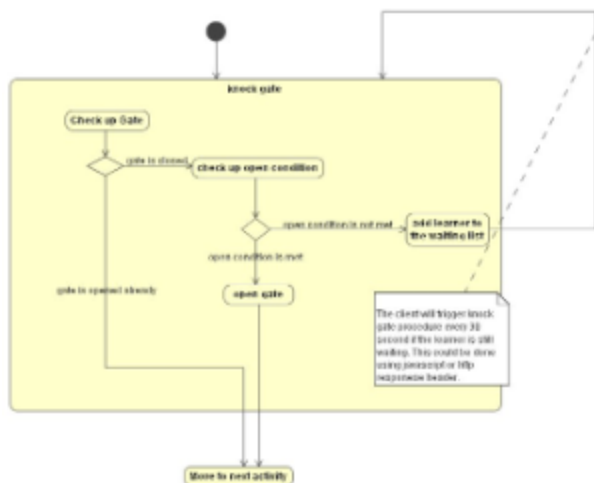 knock gate
Check up Gate
gate is closed
check up open condition
open condition is not met
add learner to
the waiting list
open condition is met
gate is opened already
open gate
The client will trigger knock
gate procedure every 30
second if the learner is still
waiting. This could be done
using javascript or http
response header.
Move to next activity